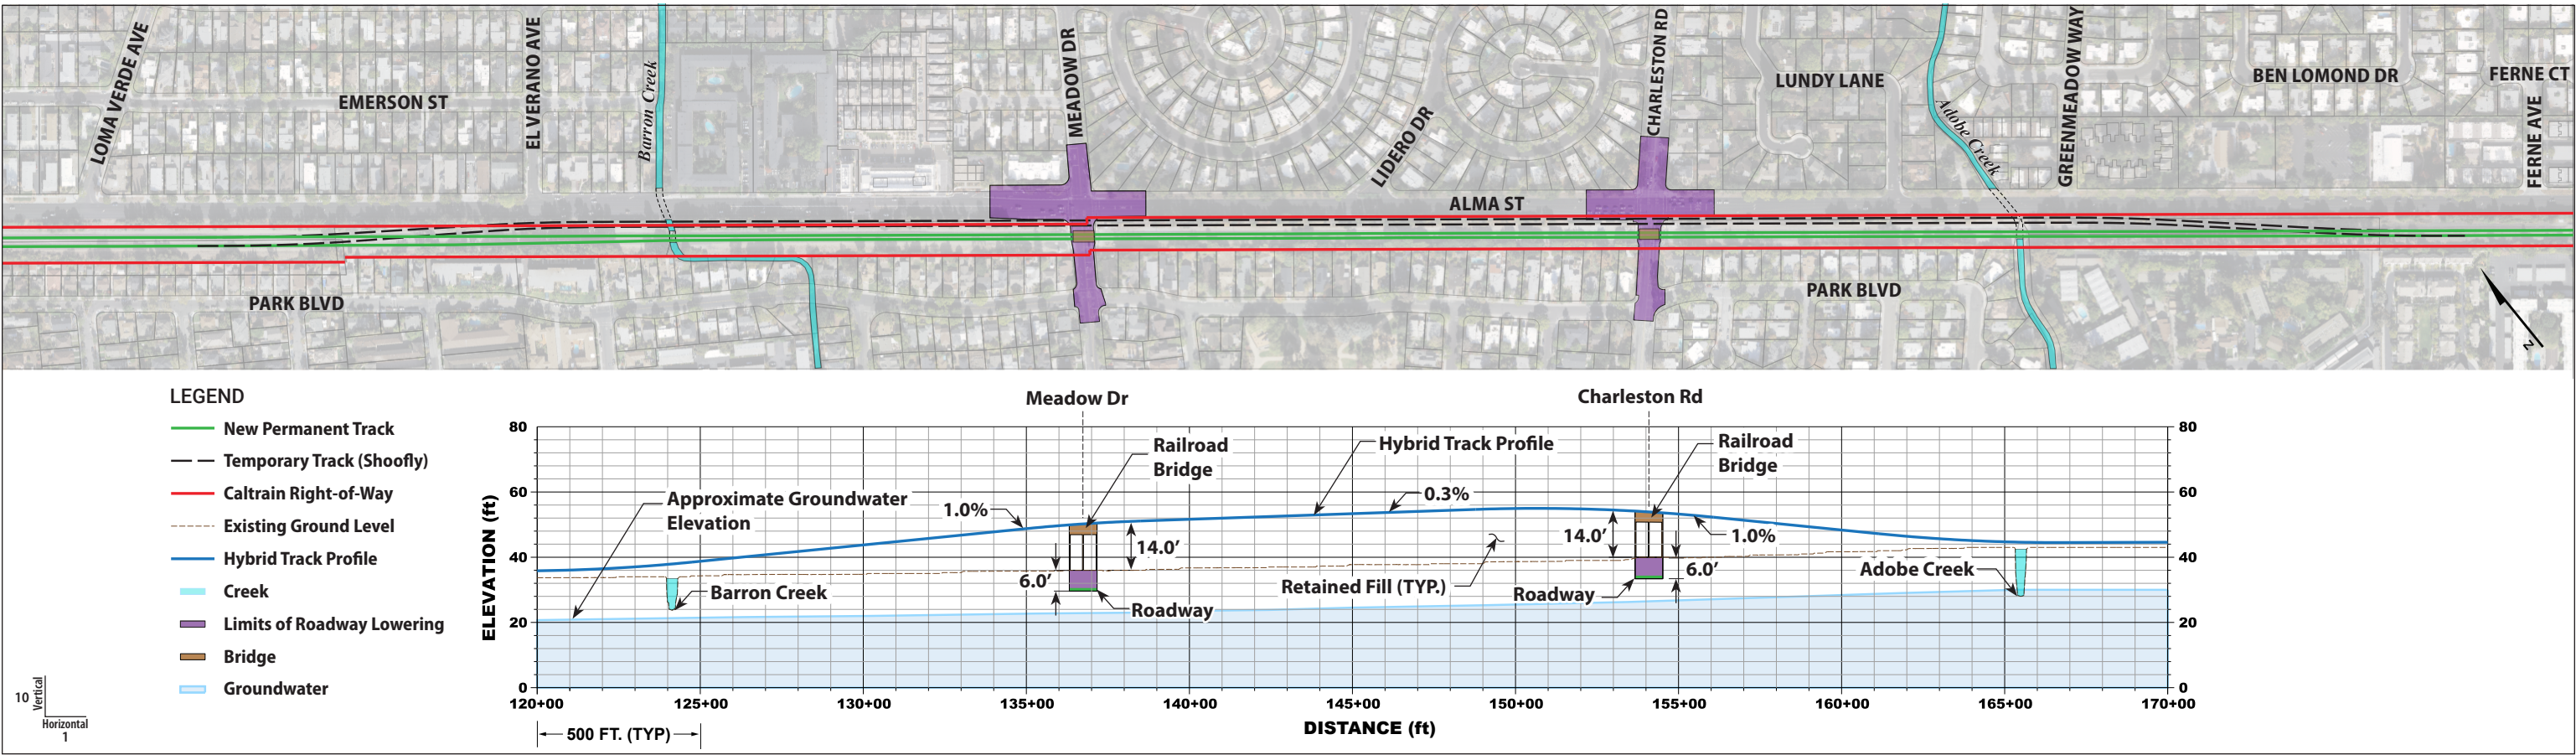 LOMA VERDE AVE
EMERSON ST
EL VERANO AVE
Barron Creek
MEADOW DR
LIDERO DR
CHARLESTON RD
LUNDY LANE
Adobe Creek
GREENMEADOW WAY
BEN LOMOND DR
FERNE CT
FERNE AVE
ALMA ST
PARK BLVD
PARK BLVD
N
LEGEND
New Permanent Track
Temporary Track (Shoofly)
Caltrain Right-of-Way
Existing Ground Level
Hybrid Track Profile
Creek
Limits of Roadway Lowering
Bridge
Groundwater
10
Vertical
Horizontal
1
Meadow Dr
Charleston Rd
ELEVATION (ft)
80
60
40
20
0
Approximate Groundwater
Elevation
1.0%
Railroad
Bridge
Hybrid Track Profile
0.3%
Railroad
Bridge
14.0’
6.0’
Barron Creek
Roadway
Retained Fill (TYP.)
14.0’
1.0%
6.0’
Roadway
Adobe Creek
80
60
40
20
0
120+00
125+00
130+00
135+00
140+00
145+00
150+00
155+00
160+00
165+00
170+00
500 FT. (TYP)
DISTANCE (ft)